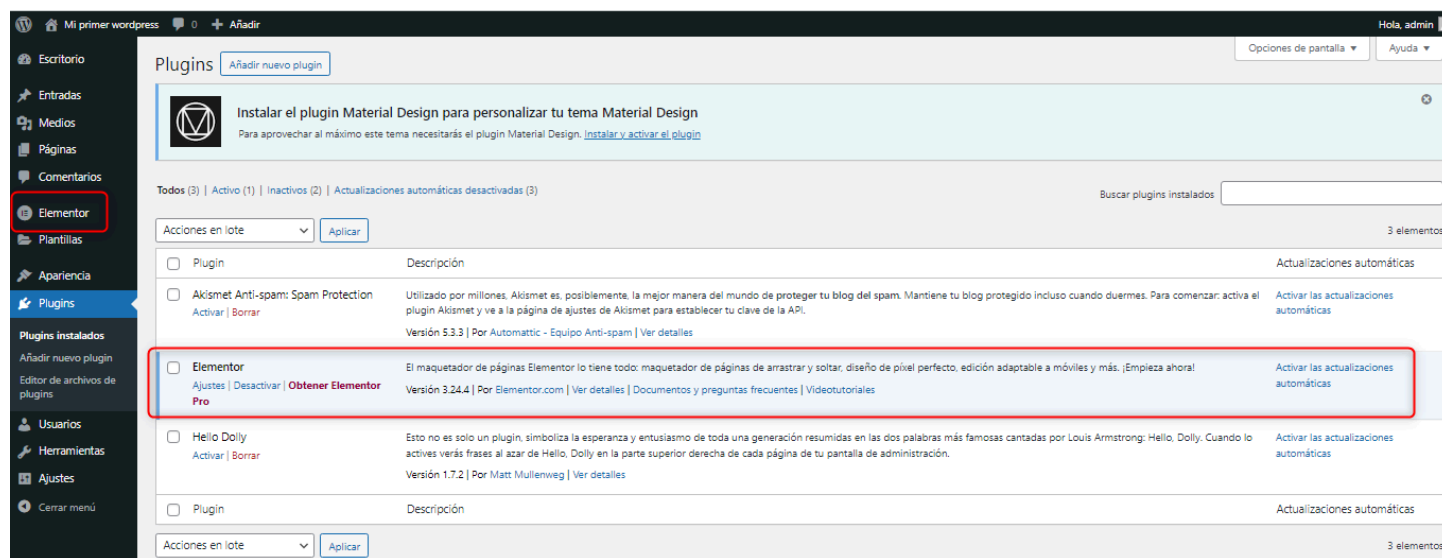 Mi primer wordpress 0 + Añadir Hola, admin
Escritorio
Entradas
Medios
Páginas
Comentarios
Elementor
Plantillas
Apariencia
Plugins
Plugins instalados
Añadir nuevo plugin
Editor de archivos de
plugins
Usuarios
Herramientas
Ajustes
Cerrar menú
Opciones de pantalla ▼ Ayuda ▼
Plugins Añadir nuevo plugin
Instalar el plugin Material Design para personalizar tu tema Material Design
Para aprovechar al máximo este tema necesitarás el plugin Material Design. Instalar y activar el plugin
Todos (3) | Activo (1) | Inactivos (2) | Actualizaciones automáticas desactivadas (3)
Buscar plugins instalados
Acciones en lote Aplicar 3 elementos
Plugin Descripción Actualizaciones automáticas
Akismet Anti-spam: Spam Protection
Activar | Borrar
Utilizado por millones, Akismet es, posiblemente, la mejor manera del mundo de proteger tu blog del spam. Mantiene tu blog protegido incluso cuando duermes. Para comenzar: activa el
plugin Akismet y ve a la página de ajustes de Akismet para establecer tu clave de la API.
Versión 5.3.3 | Por Automattic - Equipo Anti-spam | Ver detalles
Activar las actualizaciones
automáticas
Elementor
Ajustes | Desactivar | Obtener Elementor
Pro
El maquetador de páginas Elementor lo tiene todo: maquetador de páginas de arrastrar y soltar, diseño de píxel perfecto, edición adaptable a móviles y más. ¡Empieza ahora!
Versión 3.24.4 | Por Elementor.com | Ver detalles | Documentos y preguntas frecuentes | Videotutoriales
Activar las actualizaciones
automáticas
Hello Dolly
Activar | Borrar
Esto no es solo un plugin, simboliza la esperanza y entusiasmo de toda una generación resumidas en las dos palabras más famosas cantadas por Louis Armstrong: Hello, Dolly. Cuando lo
actives verás frases al azar de Hello, Dolly en la parte superior derecha de cada página de tu pantalla de administración.
Versión 1.7.2 | Por Matt Mullenweg | Ver detalles
Activar las actualizaciones
automáticas
Plugin Descripción Actualizaciones automáticas
Acciones en lote Aplicar 3 elementos